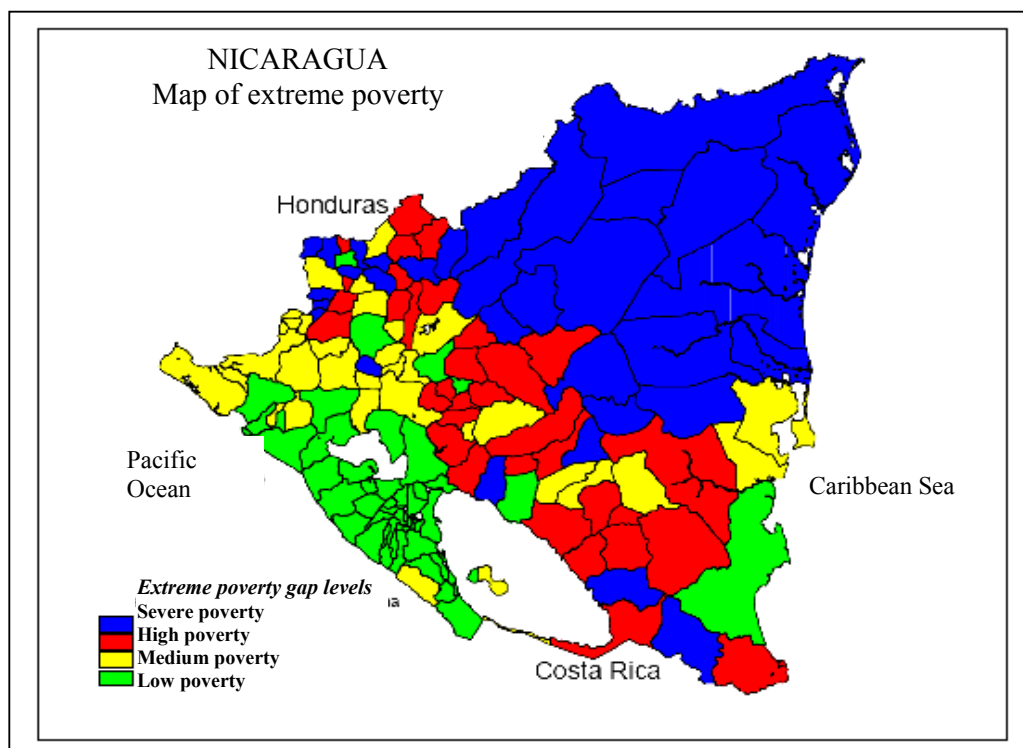 NICARAGUA
Map of extreme poverty
Honduras
Pacific
Ocean
Caribbean Sea
Extreme poverty gap levels
Severe poverty
High poverty
Medium poverty
Low poverty
Costa Rica